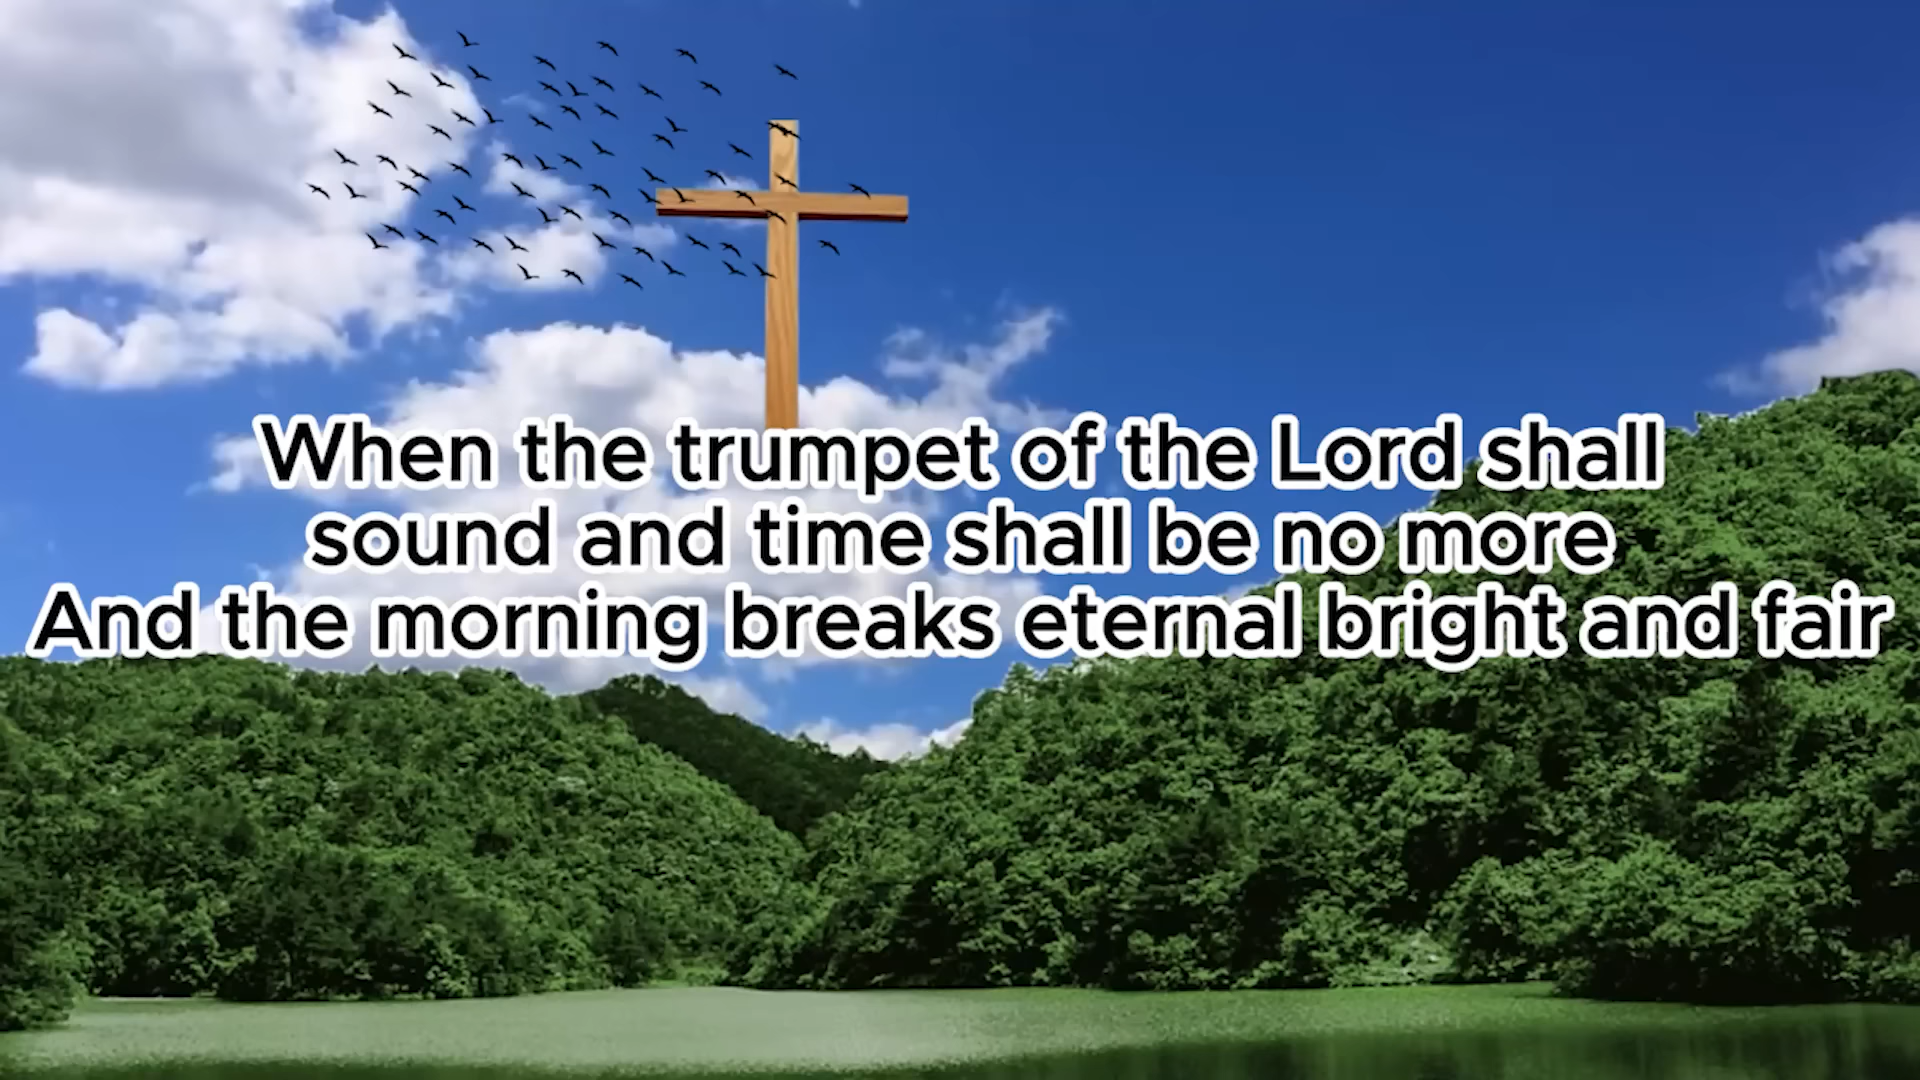 When the trumpet of the Lord shall
sound and time shall be no more
And the morning breaks eternal bright and fair